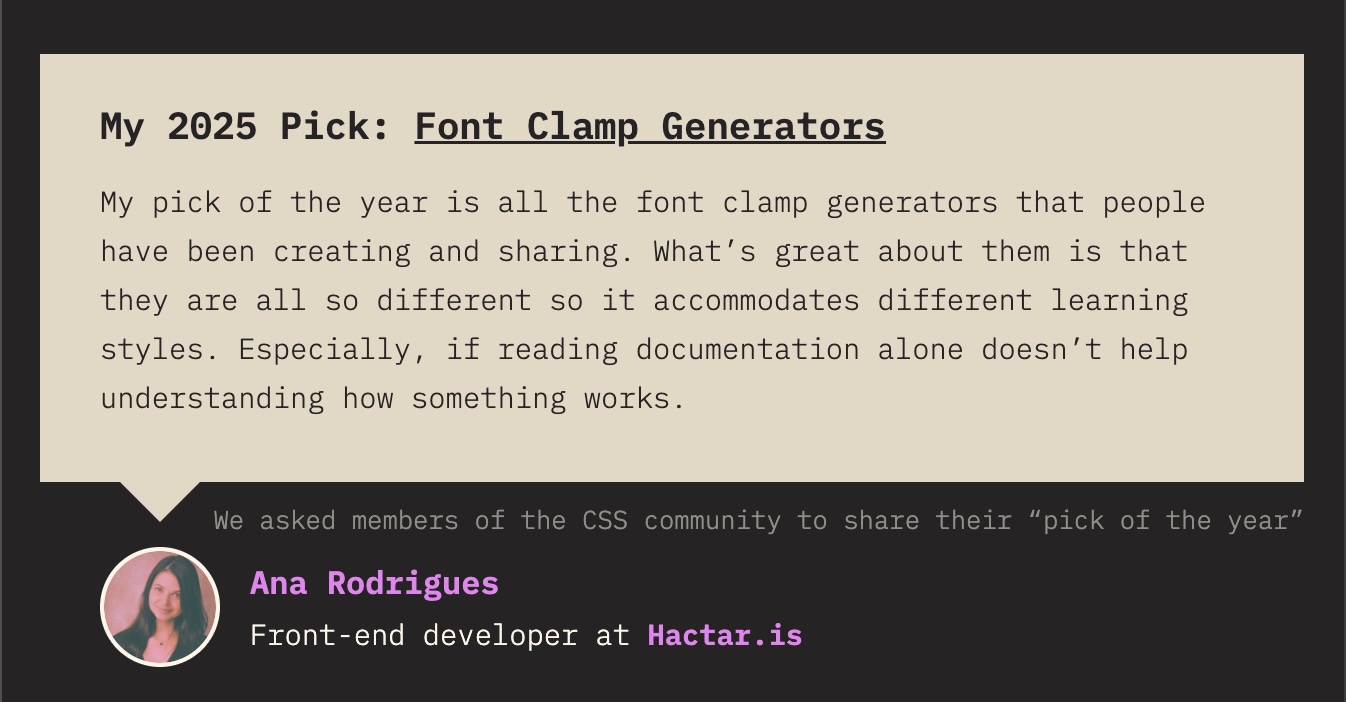 My 2025 Pick: Font Clamp Generators
My pick of the year is all the font clamp generators that people
have been creating and sharing. What’s great about them is that
they are all so different so it accommodates different learning
styles. Especially, if reading documentation alone doesn’t help
understanding how something works.
We asked members of the CSS community to share their “pick of the year”
Ana Rodrigues
Front-end developer at Hactar.is